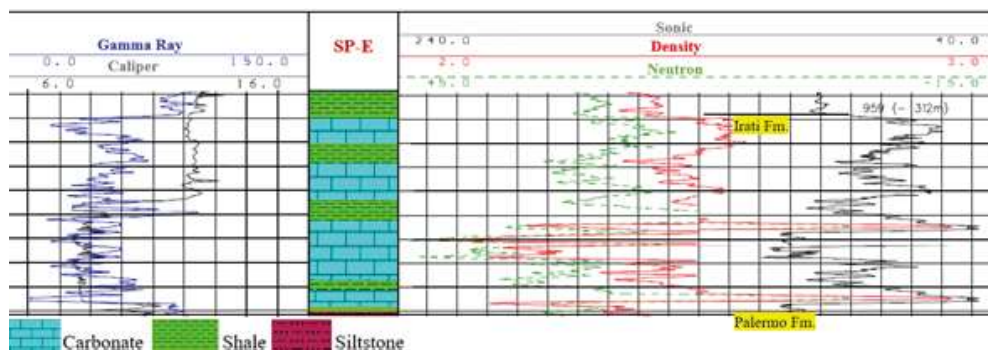 Sonic
Gamma Ray SP-E 240.0 Density 40.0
0.0 150.0 2.0 3.0
Caliper Neutron
6.0 16.0 45.0 -15.0
959 (- 312m)
Irati Fm.
Palermo Fm.
Carbonate Shale Siltstone